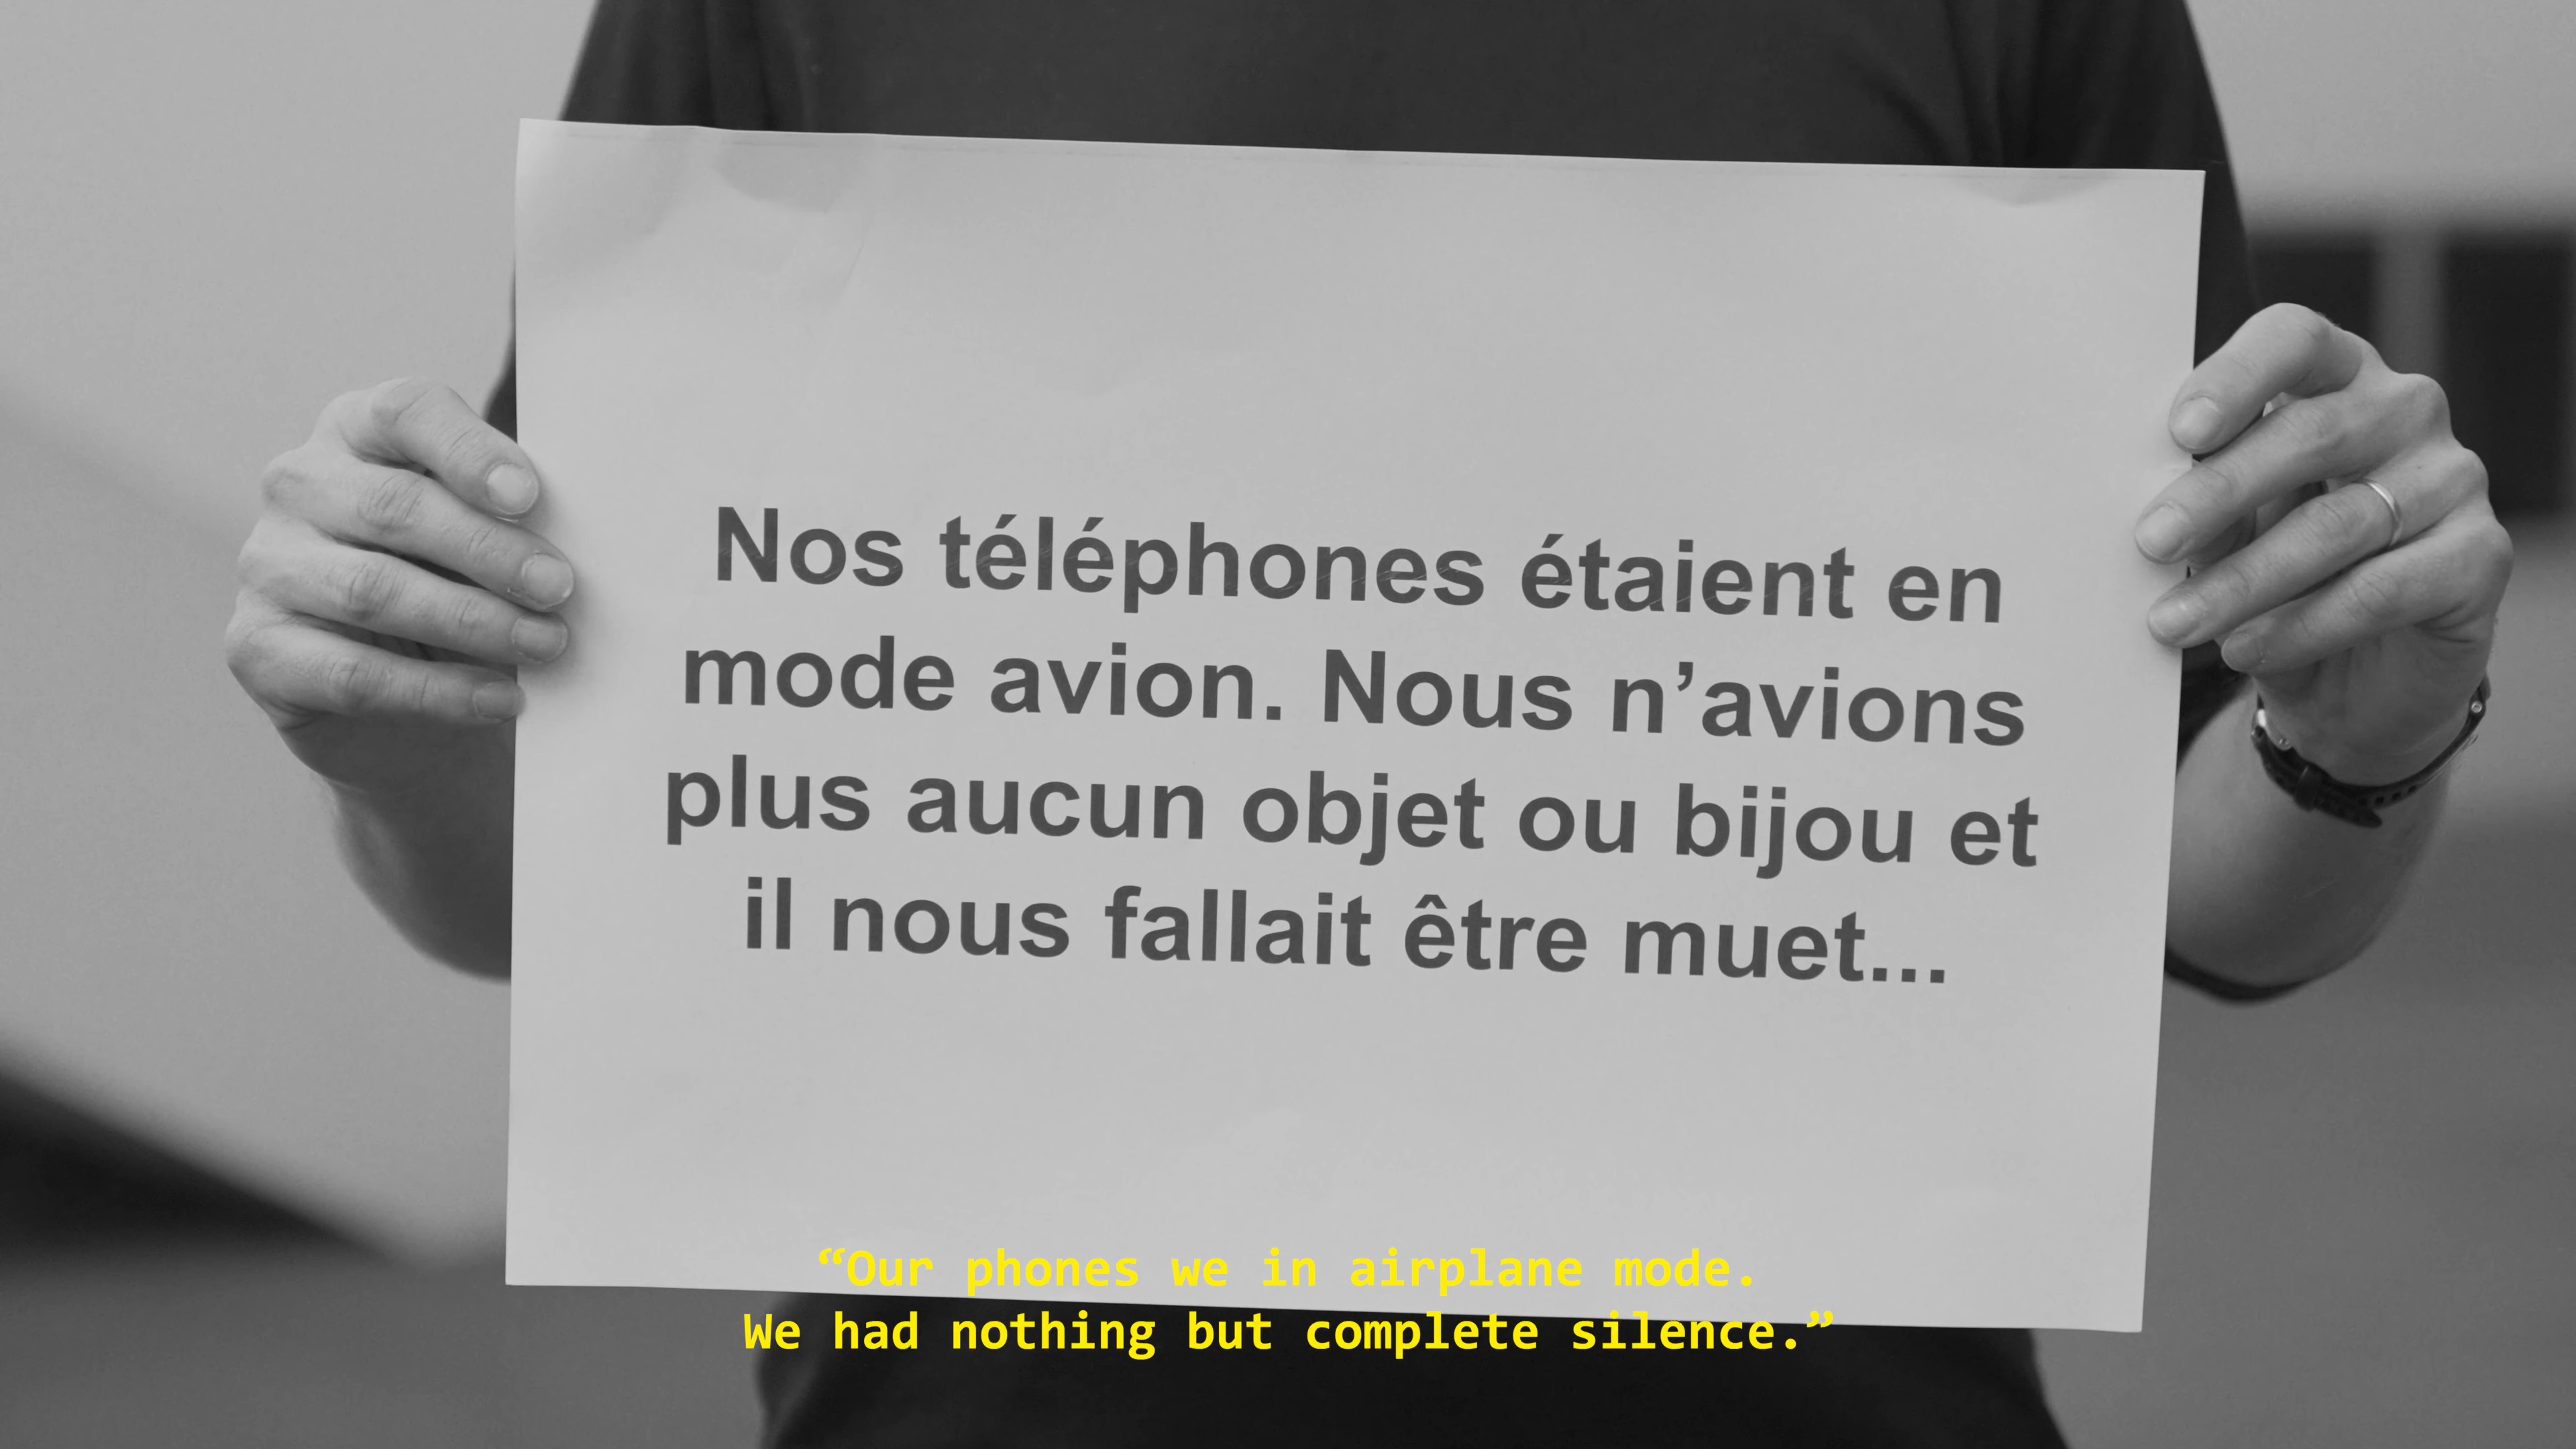 Nos téléphones étaient en
mode avion. Nous n’avions
plus aucun objet ou bijou et
il nous fallait être muet...
“Our phones we in airplane mode.
We had nothing but complete silence.”